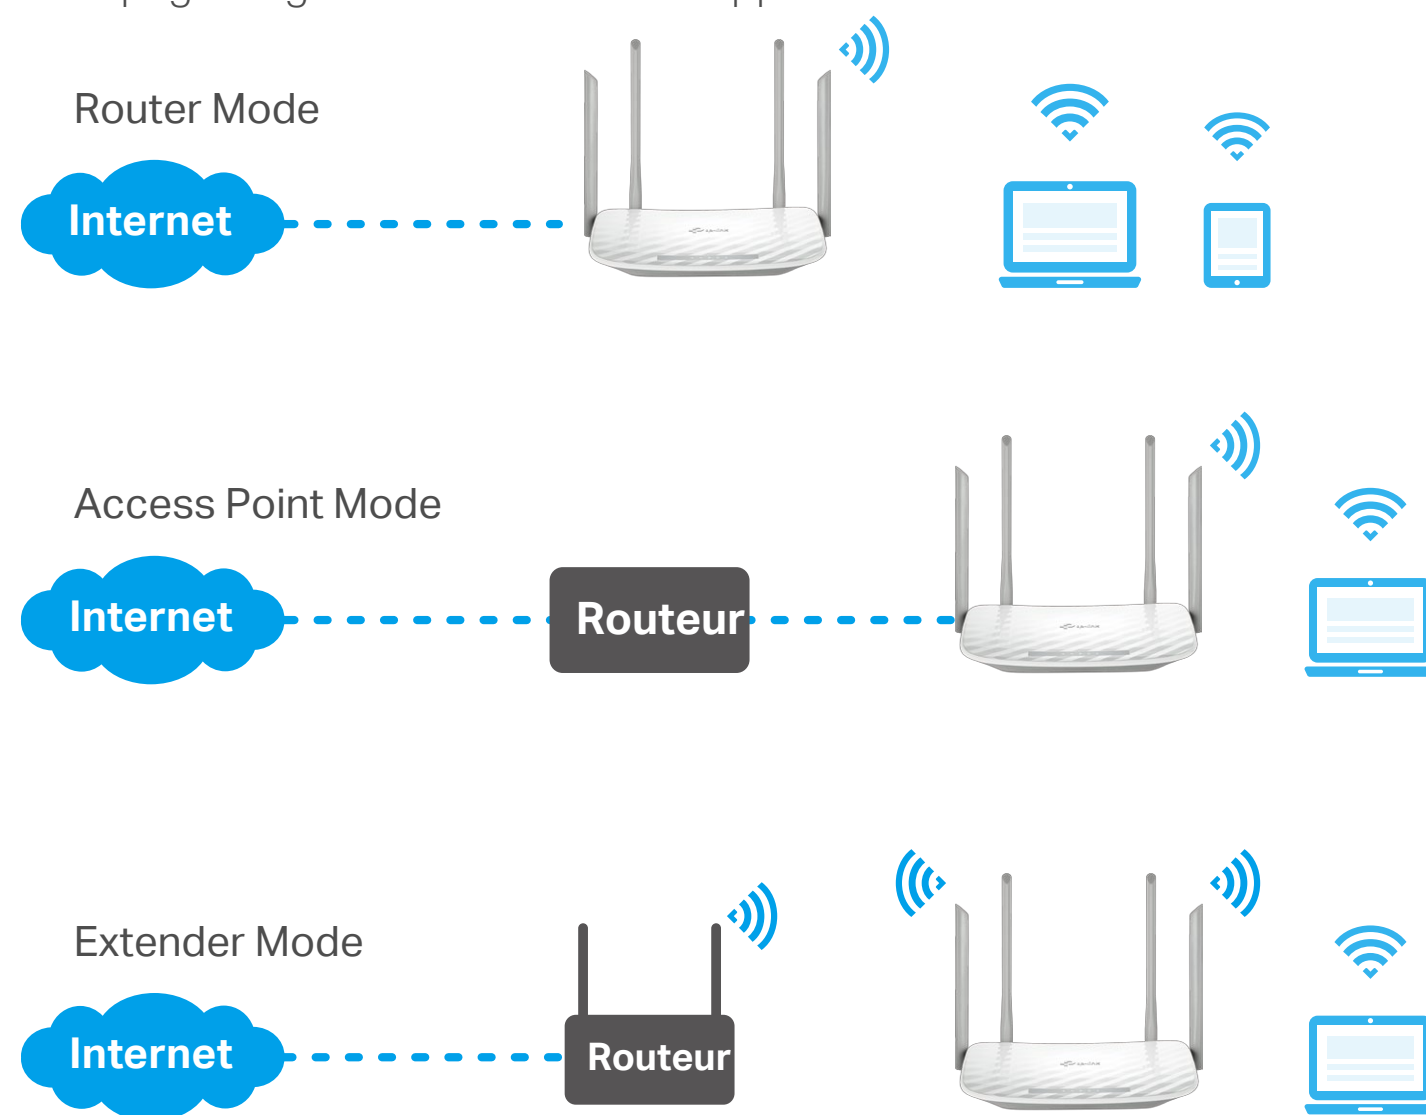 Router Mode
Internet
Access Point Mode
Internet
Routeur
Extender Mode
Internet
Routeur